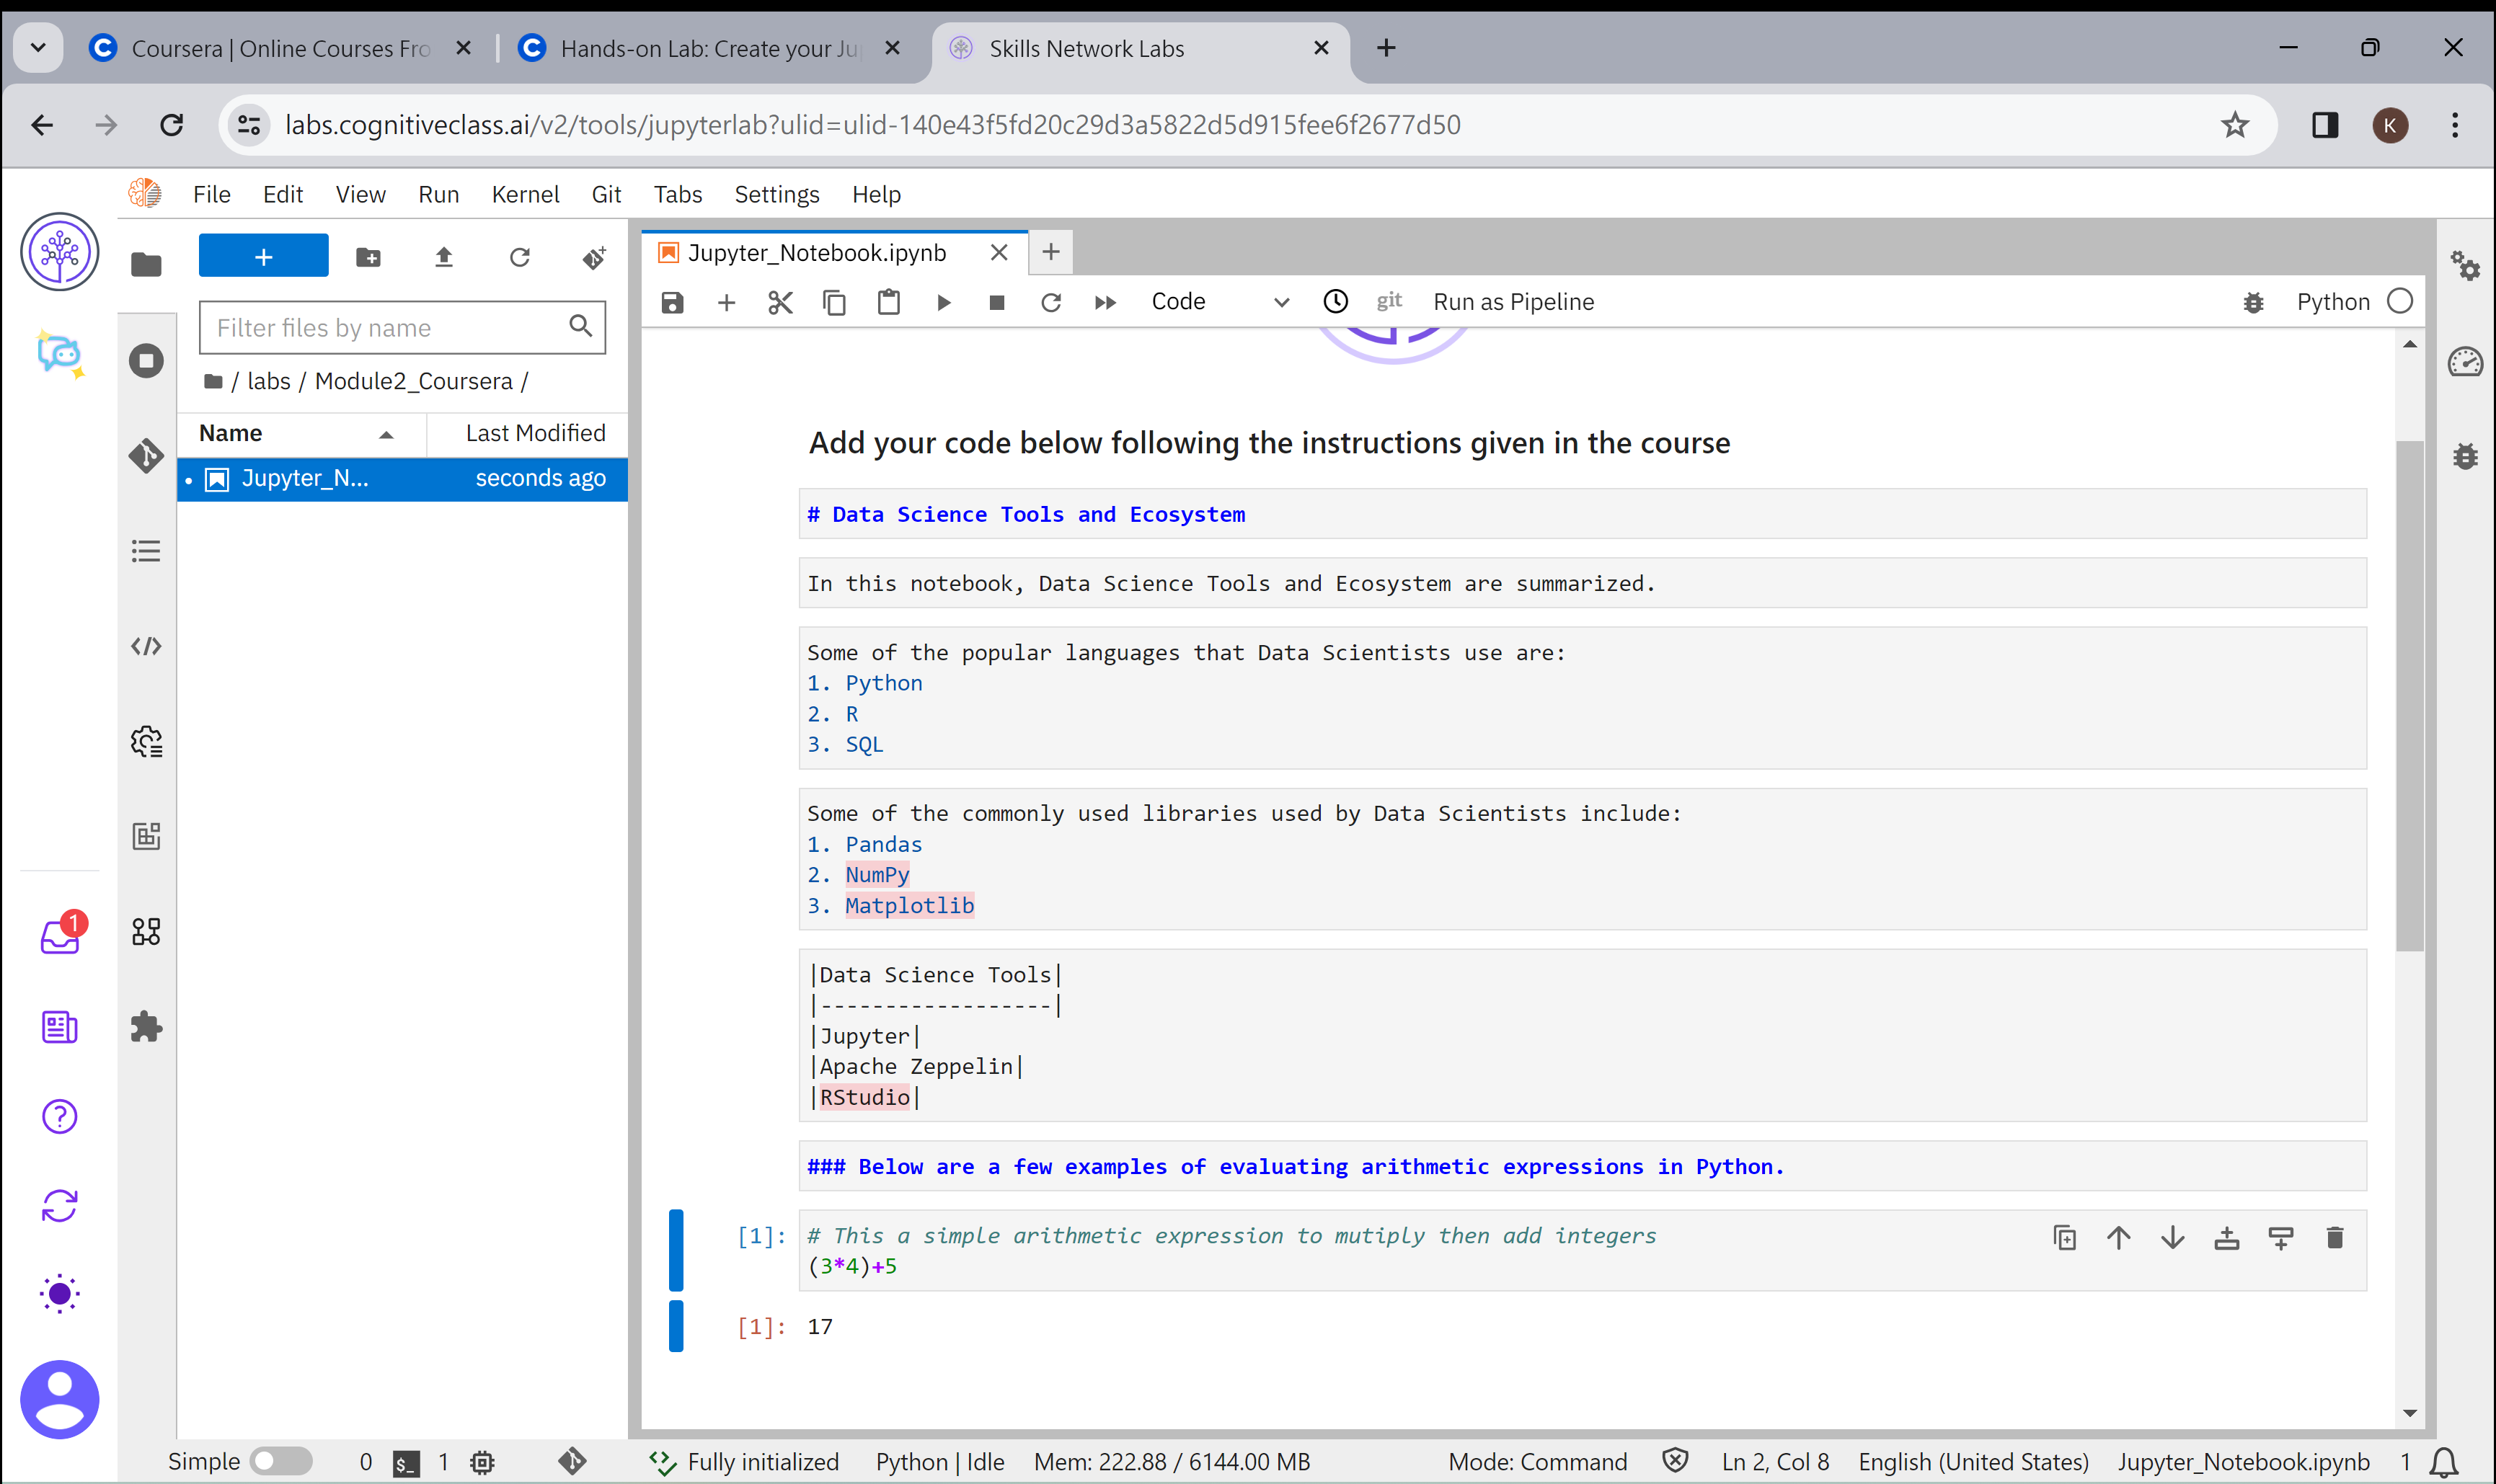 Coursera | Online Courses Fro
Hands-on Lab: Create your Ju
Skills Network Labs
labs.cognitiveclass.ai/v2/tools/jupyterlab?ulid=ulid-140e43f5fd20c29d3a5822d5d915fee6f2677d50
K
File Edit View Run Kernel Git Tabs Settings Help
Jupyter_Notebook.ipynb
Filter files by name
Code
git
Run as Pipeline
Python
/ labs / Module2_Coursera /
Name
Last Modified
Jupyter_N...
seconds ago
Add your code below following the instructions given in the course
# Data Science Tools and Ecosystem
In this notebook, Data Science Tools and Ecosystem are summarized.
Some of the popular languages that Data Scientists use are:
1. Python
2. R
3. SQL
Some of the commonly used libraries used by Data Scientists include:
1. Pandas
2. NumPy
3. Matplotlib
|Data Science Tools|
|------------------|
|Jupyter|
|Apache Zeppelin|
|RStudio|
### Below are a few examples of evaluating arithmetic expressions in Python.
[1]: # This a simple arithmetic expression to mutiply then add integers
(3*4)+5
[1]: 17
1
Simple 0 $_ 1 Fully initialized Python | Idle Mem: 222.88 / 6144.00 MB Mode: Command Ln 2, Col 8 English (United States) Jupyter_Notebook.ipynb 1